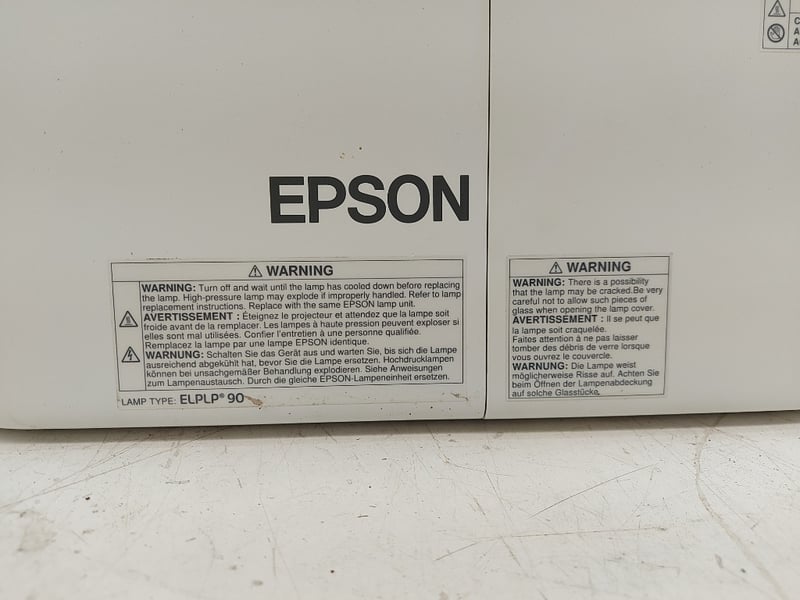 EPSON
WARNING
WARNING: Turn off and wait until the lamp has cooled down before replacing
the lamp. High-pressure lamp may explode if improperly handled. Refer to lamp
replacement instructions. Replace with the same EPSON lamp unit.
AVERTISSEMENT : Éteignez le projecteur et attendez que la lampe soit
froide avant de la remplacer. Les lampes à haute pression peuvent exploser si
elles sont mal utilisées. Confier l'entretien à une personne qualifiée.
Remplacez la lampe par une lampe EPSON identique.
WARNUNG: Schalten Sie das Gerät aus und warten Sie, bis sich die Lampe
ausreichend abgekühlt hat, bevor Sie die Lampe ersetzen. Hochdrucklampen
können bei unsachgemäßer Behandlung explodieren. Siehe Anweisungen
zum Lampenaustausch. Durch die gleiche EPSON-Lampeneinheit ersetzen.
LAMP TYPE: ELPLP® 90
WARNING
WARNING: There is a possibility
that the lamp may be cracked.Be very
careful not to allow such pieces of
glass when opening the lamp cover.
AVERTISSEMENT : Il se peut que
la lampe soit craquelée.
Faites attention à ne pas laisser
tomber des débris de verre lorsque
vous ouvrez le couvercle.
WARNUNG: Die Lampe weist
möglicherweise Risse auf. Achten Sie
beim Öffnen der Lampenabdeckung
auf solche Glasstücke.